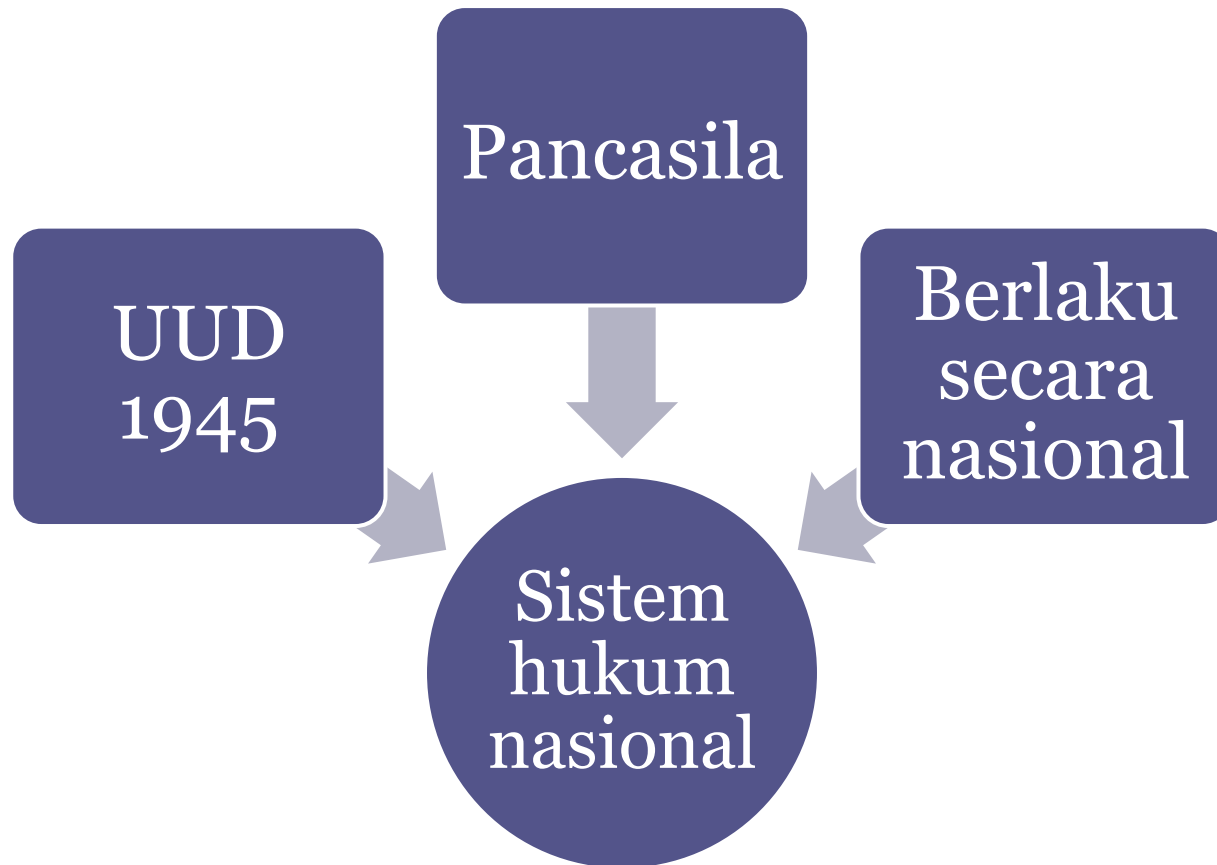 Pancasila
UUD
1945
Berlaku
secara
nasional
Sistem
hukum
nasional